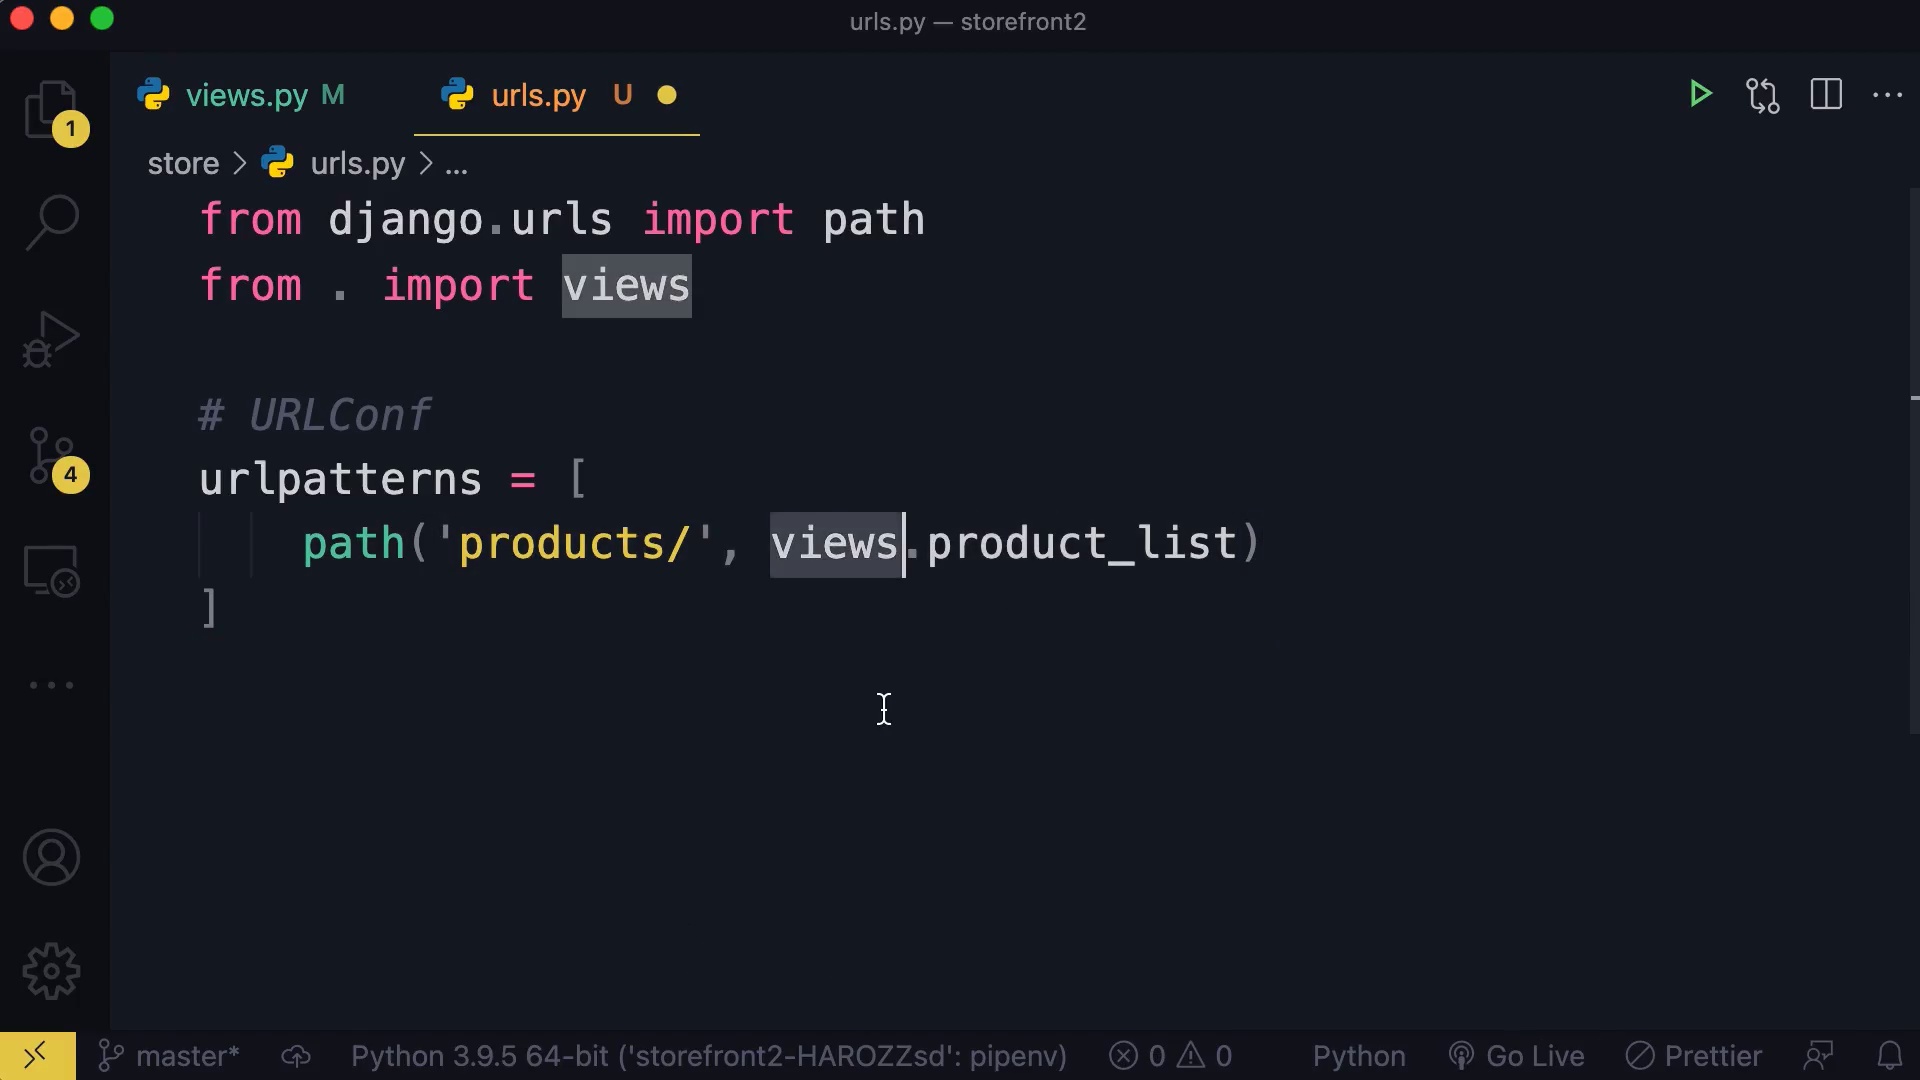 urls.py — storefront2
views.py M
urls.py U
store > urls.py > ...
from django.urls import path
from . import views
# URLConf
urlpatterns = [
    path('products/', views.product_list)
]
1
4
master*
Python 3.9.5 64-bit ('storefront2-HAROZZsd': pipenv)
0
0
Python
Go Live
Prettier